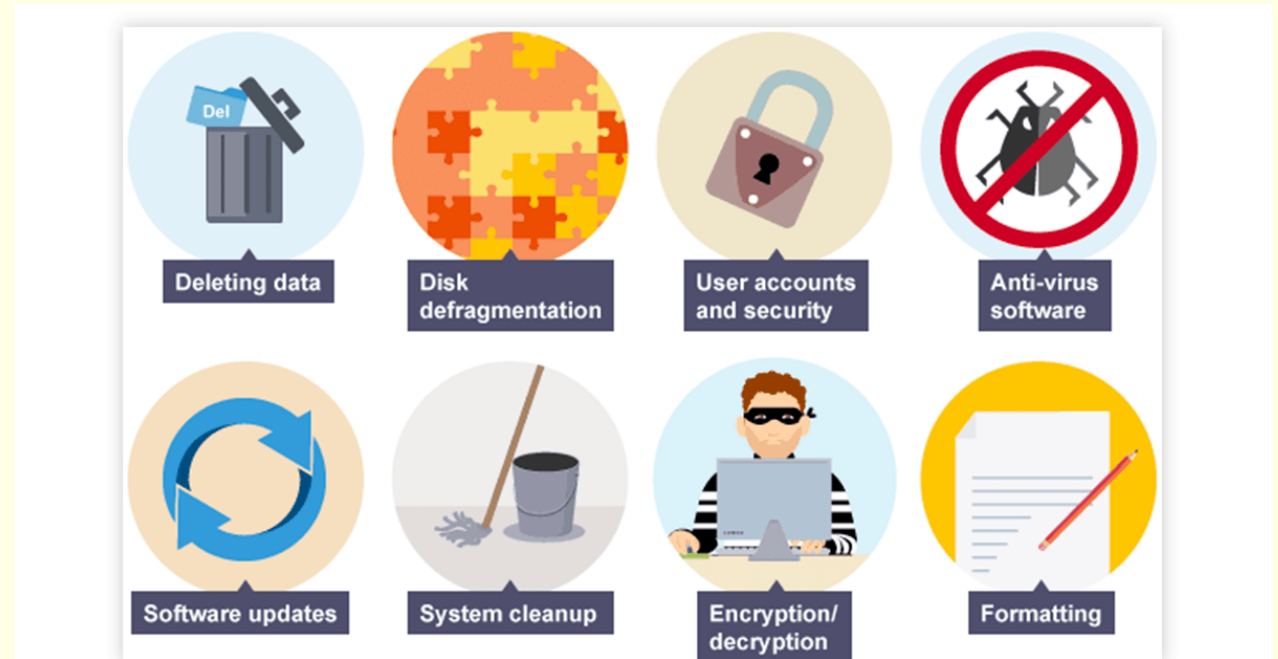 Del
Deleting data
Disk
defragmentation
User accounts
and security
Anti-virus
software
Software updates
System cleanup
Encryption/
decryption
Formatting